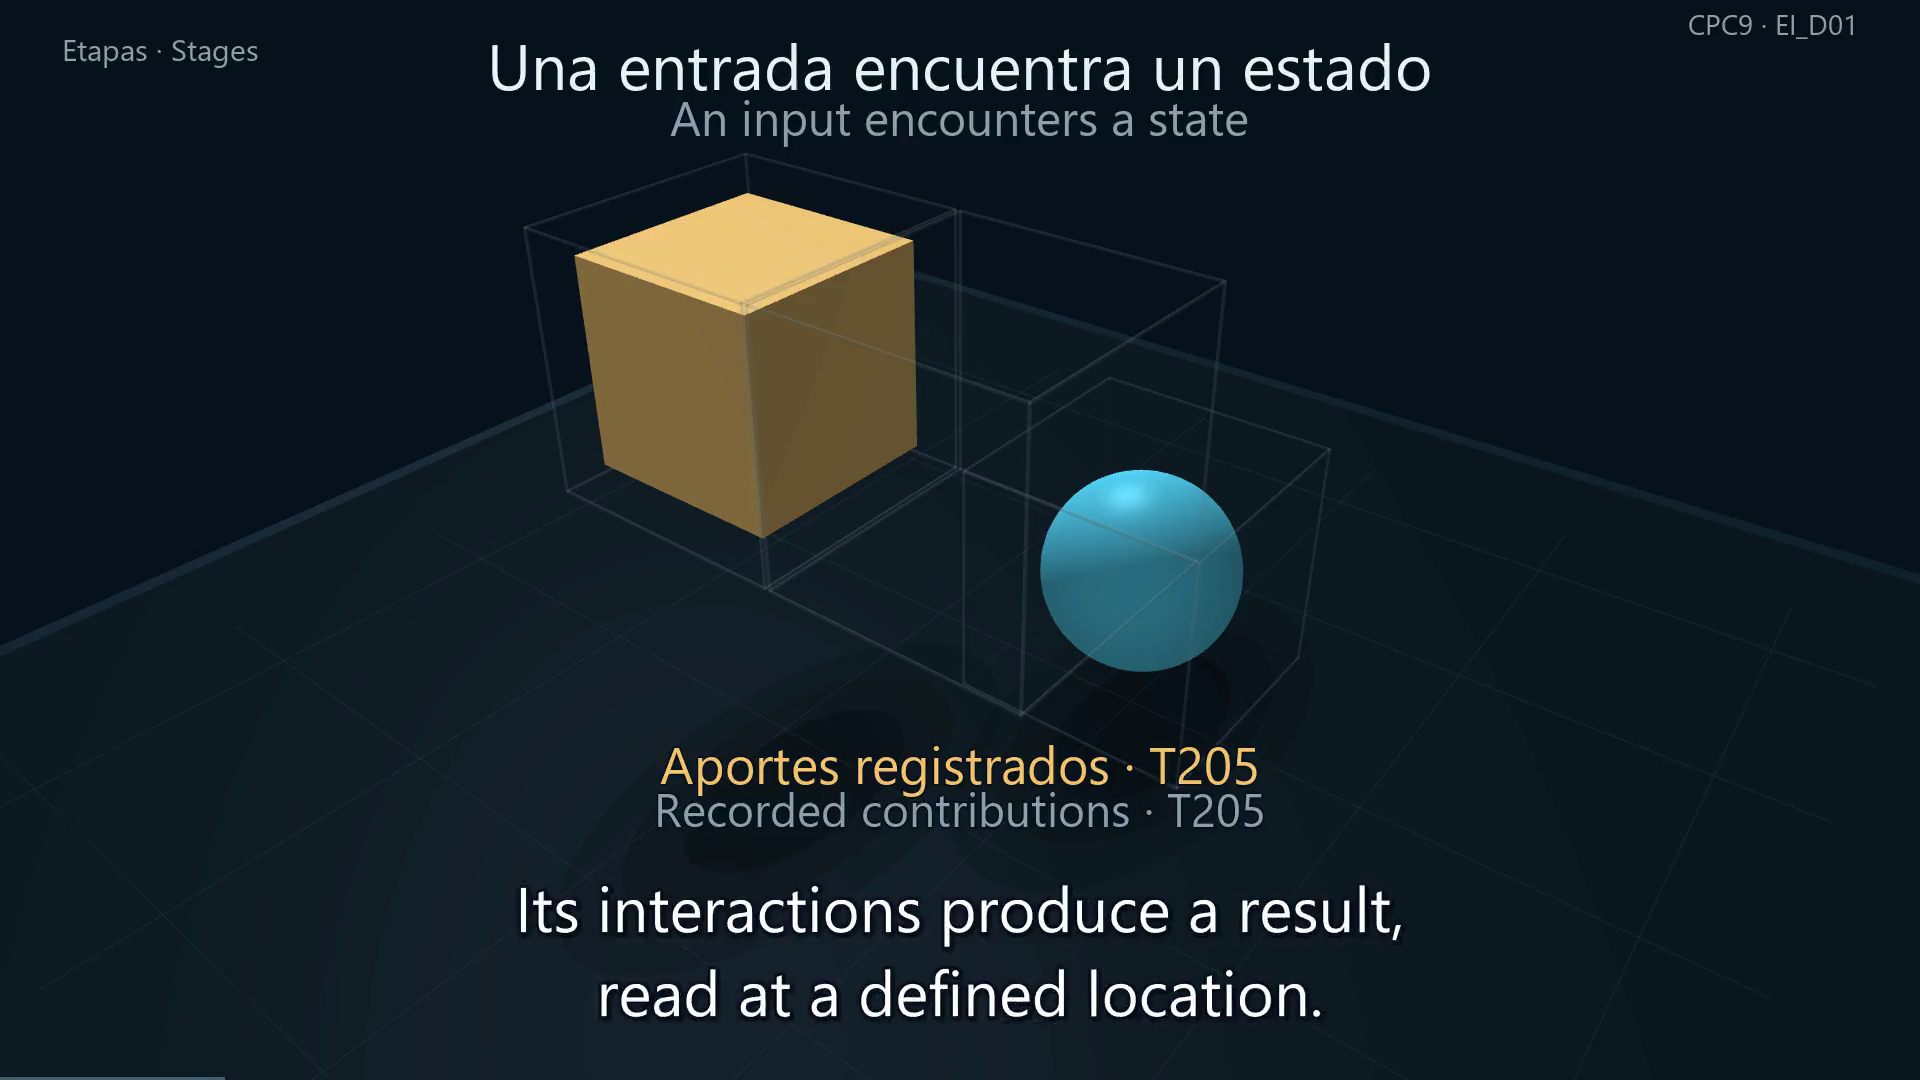 Etapas · Stages
CPC9 · EI_D01
Una entrada encuentra un estado
An input encounters a state
Aportes registrados · T205
Recorded contributions · T205
Its interactions produce a result,
read at a defined location.